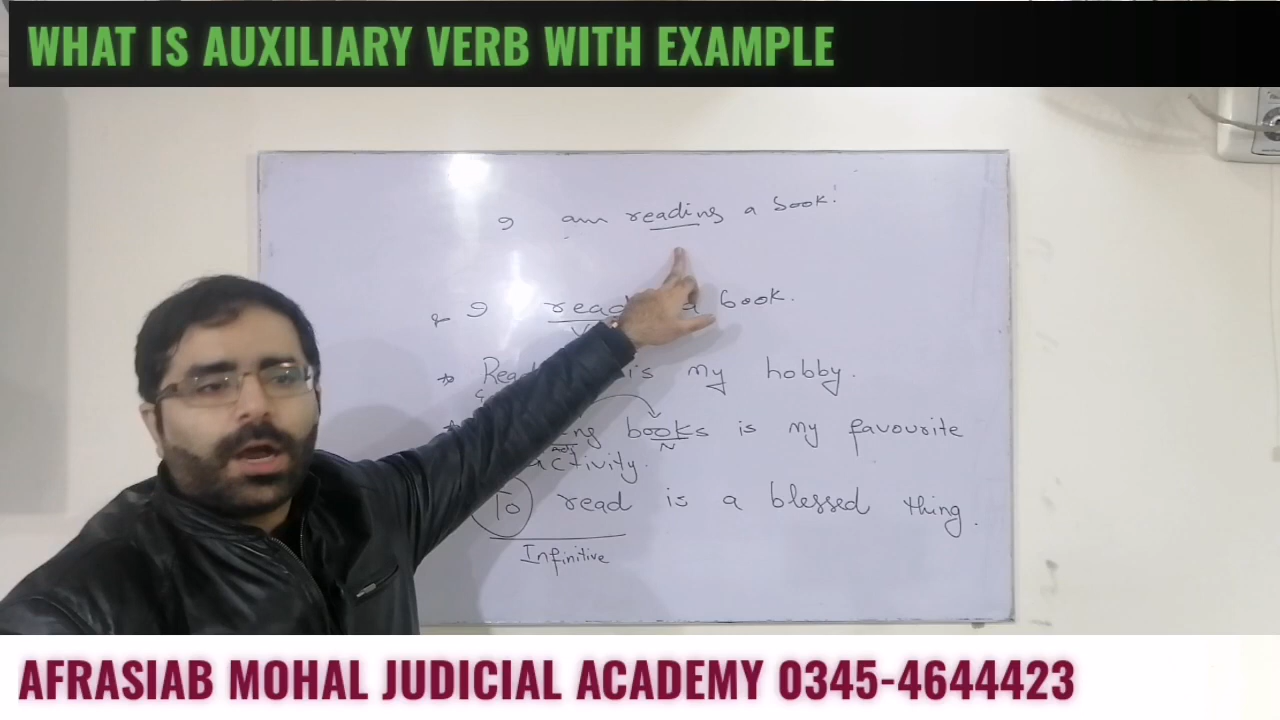 WHAT IS AUXILIARY VERB WITH EXAMPLE
I am reading a book!
I read a book.
is my hobby.
books is my favourite
N
activity.
To read is a blessed thing.
Infinitive
AFRASIAB MOHAL JUDICIAL ACADEMY 0345-4644423